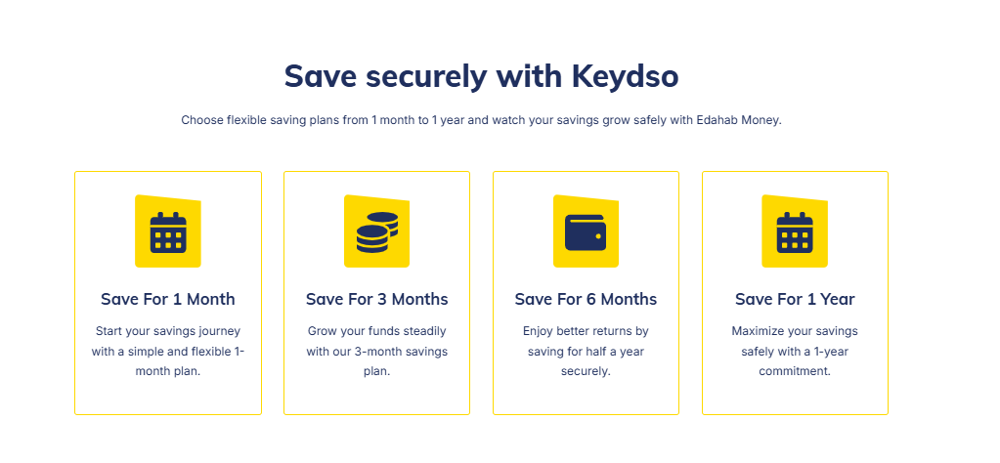 Save securely with Keydso
Choose flexible saving plans from 1 month to 1 year and watch your savings grow safely with Edahab Money.
Save For 1 Month
Start your savings journey
with a simple and flexible 1-
month plan.
Save For 3 Months
Grow your funds steadily
with our 3-month savings
plan.
Save For 6 Months
Enjoy better returns by
saving for half a year
securely.
Save For 1 Year
Maximize your savings
safely with a 1-year
commitment.